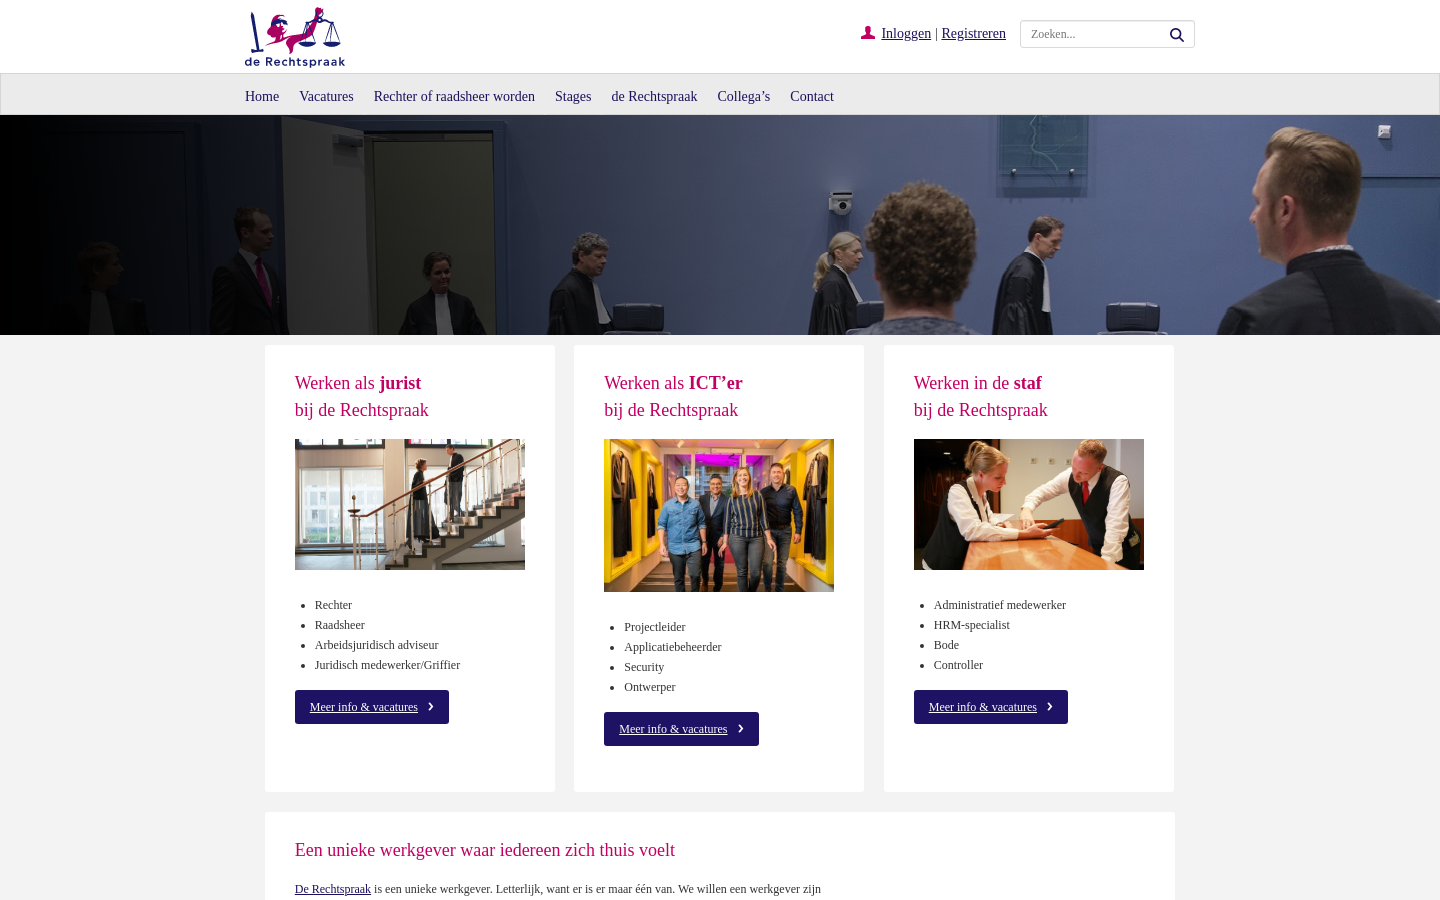 de Rechtspraak
Inloggen | Registreren
Zoeken...
Home Vacatures Rechter of raadsheer worden Stages de Rechtspraak Collega’s Contact
Werken als jurist
bij de Rechtspraak
Rechter
Raadsheer
Arbeidsjuridisch adviseur
Juridisch medewerker/Griffier
Meer info & vacatures
Werken als ICT’er
bij de Rechtspraak
Projectleider
Applicatiebeheerder
Security
Ontwerper
Meer info & vacatures
Werken in de staf
bij de Rechtspraak
Administratief medewerker
HRM-specialist
Bode
Controller
Meer info & vacatures
Een unieke werkgever waar iedereen zich thuis voelt
De Rechtspraak is een unieke werkgever. Letterlijk, want er is er maar één van. We willen een werkgever zijn